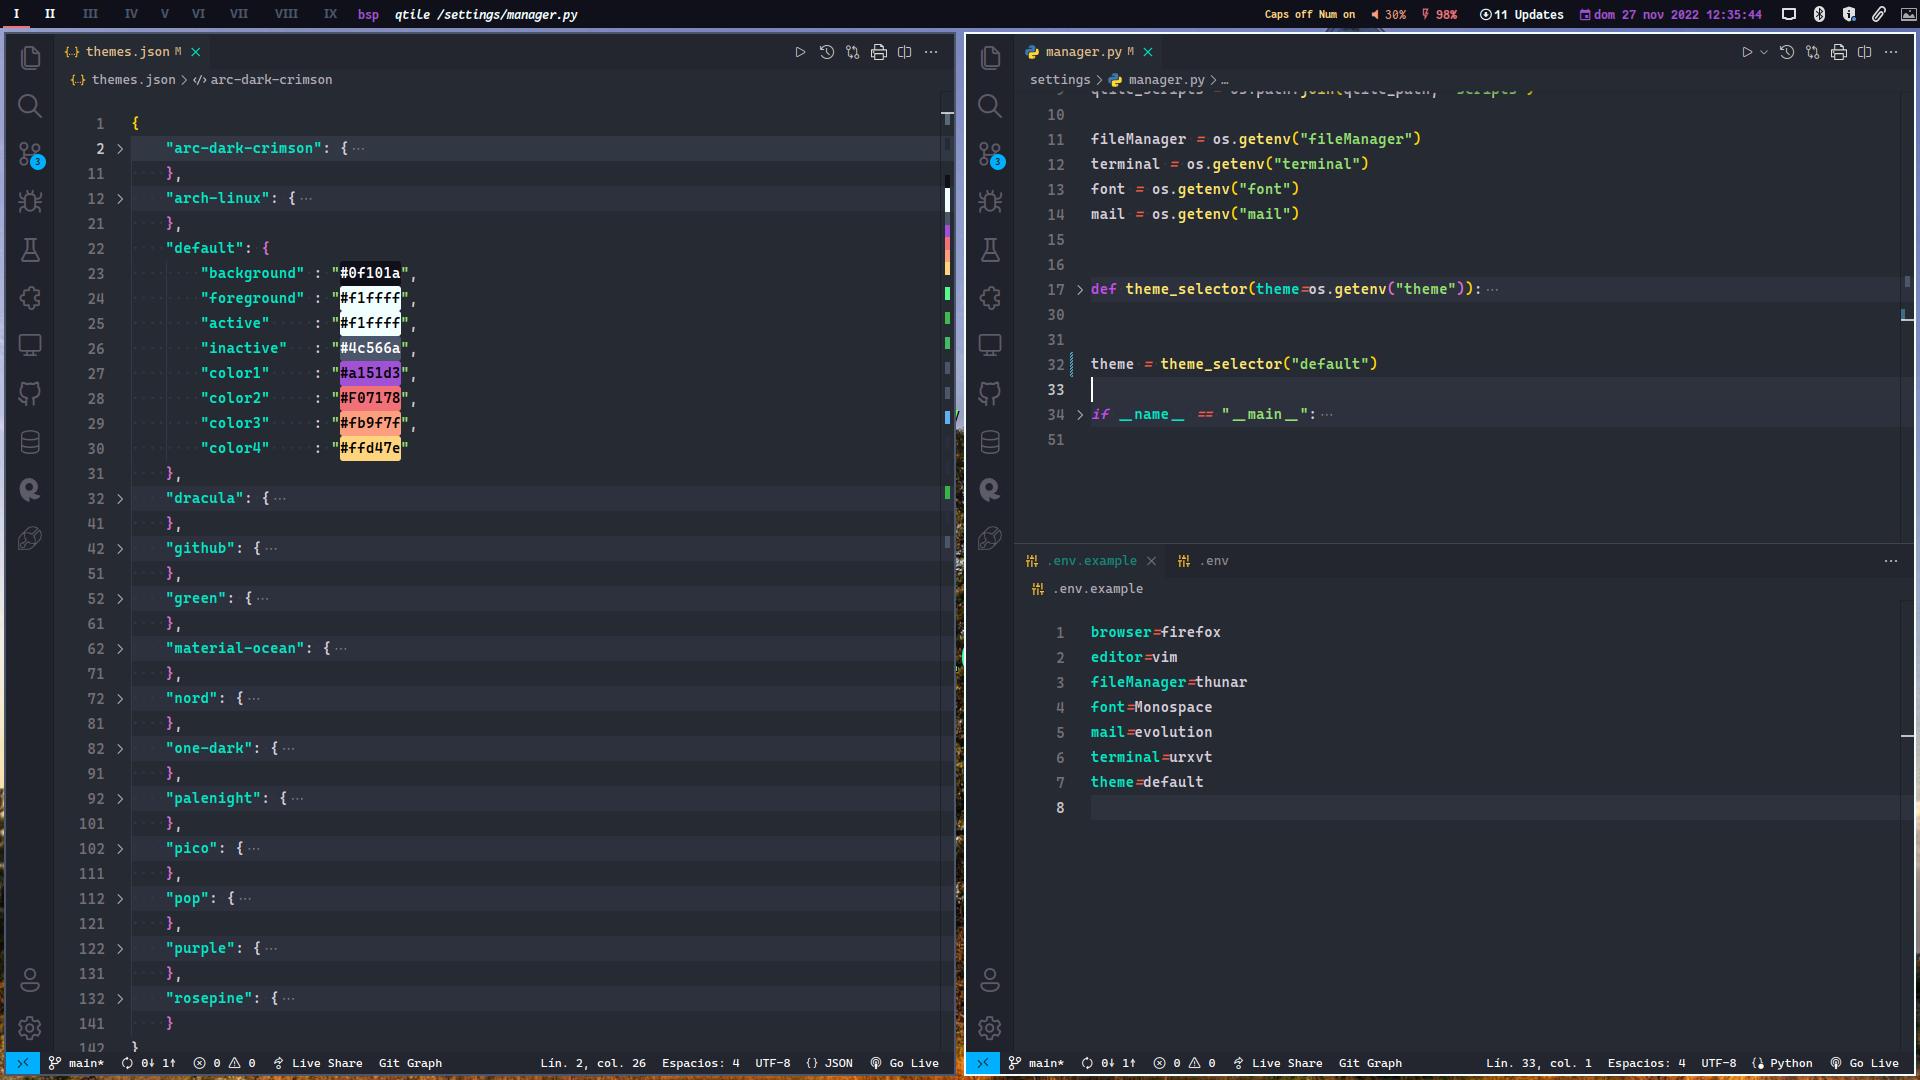 I II III IV V VI VII VIII IX bsp qtile /settings/manager.py Caps off Num on 30% 98% 11 Updates dom 27 nov 2022 12:35:44
{..} themes.json M
{..} themes.json > arc-dark-crimson
1 {
2 "arc-dark-crimson": { ···
11 },
12 "arch-linux": { ···
21 },
22 "default": {
23 "background" : "#0f101a",
24 "foreground" : "#f1ffff",
25 "active" : "#f1ffff",
26 "inactive" : "#4c566a",
27 "color1" : "#a151d3",
28 "color2" : "#F07178",
29 "color3" : "#fb9f7f",
30 "color4" : "#ffd47e"
31 },
32 "dracula": { ···
41 },
42 "github": { ···
51 },
52 "green": { ···
61 },
62 "material-ocean": { ···
71 },
72 "nord": { ···
81 },
82 "one-dark": { ···
91 },
92 "palenight": { ···
101 },
102 "pico": { ···
111 },
112 "pop": { ···
121 },
122 "purple": { ···
131 },
132 "rosepine": { ···
141 }
142 }
3
main* 0↓ 1↑ 0 0 Live Share Git Graph Lín. 2, col. 26 Espacios: 4 UTF-8 {} JSON Go Live
manager.py M
settings > manager.py > …
9 qtile_scripts = os.path.join(qtile_path, "scripts")
10
11 fileManager = os.getenv("fileManager")
12 terminal = os.getenv("terminal")
13 font = os.getenv("font")
14 mail = os.getenv("mail")
15
16
17 def theme_selector(theme=os.getenv("theme")): ···
30
31
32 theme = theme_selector("default")
33
34 if __name__ == "__main__": ···
51
3
.env.example .env
.env.example
1 browser=firefox
2 editor=vim
3 fileManager=thunar
4 font=Monospace
5 mail=evolution
6 terminal=urxvt
7 theme=default
8
main* 0↓ 1↑ 0 0 Live Share Git Graph Lín. 33, col. 1 Espacios: 4 UTF-8 Python Go Live